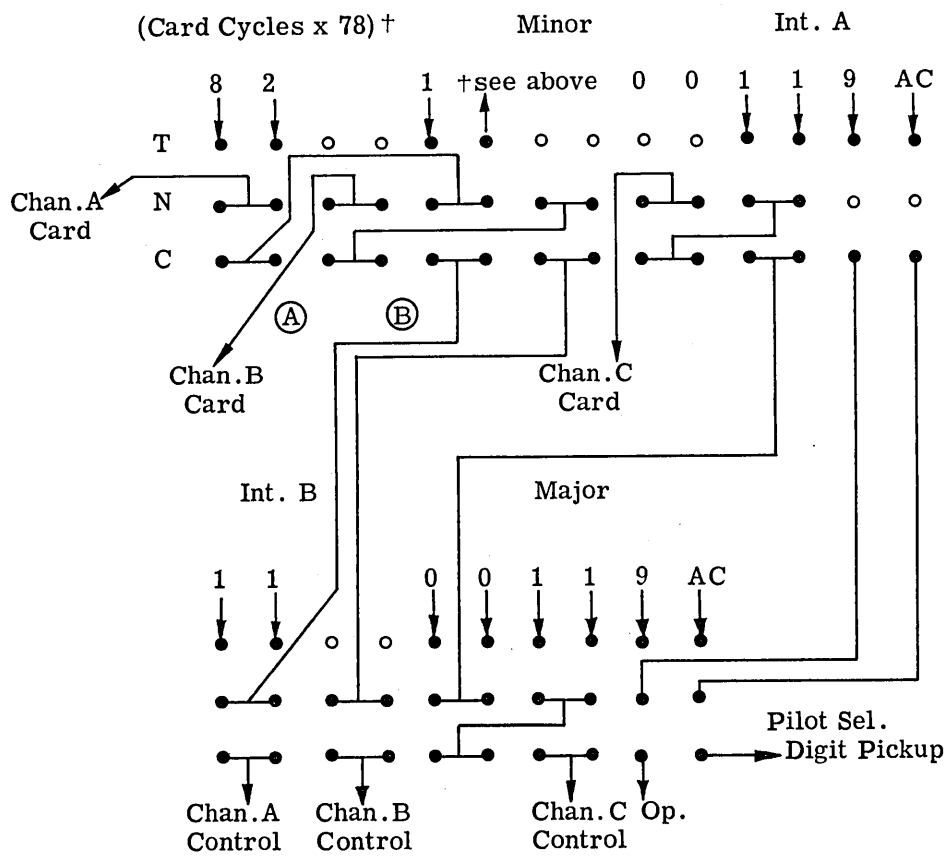 (Card Cycles x 78) † Minor Int. A
8 2 1 †see above 0 0 1 1 9 AC
T
Chan.A
Card
N
C
A B
Chan.B
Card
Chan.C
Card
Int. B Major
1 1 0 0 1 1 9 AC
Pilot Sel.
Digit Pickup
Chan.A
Control
Chan.B
Control
Chan.C Op.
Control